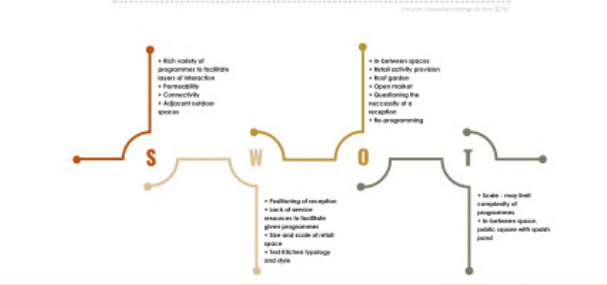 + Rich variety of
programmes to facilitate
layers of interaction
+ Permeability
+ Connectivity
+ Adjacent outdoor
spaces
+ In-between spaces
+ Retail activity provision
+ Roof garden
+ Open market
+ Questioning the
neccessity of a
reception
+ Re-programming
S W O T
+ Positioning of reception
+ Lack of service
resources to facilitate
given programmes
+ Size and scale of retail
space
+ Test Kitchen typology
and style
+ Scale - may limit
complexity of
programmes
+ In-between space,
public square with
pond